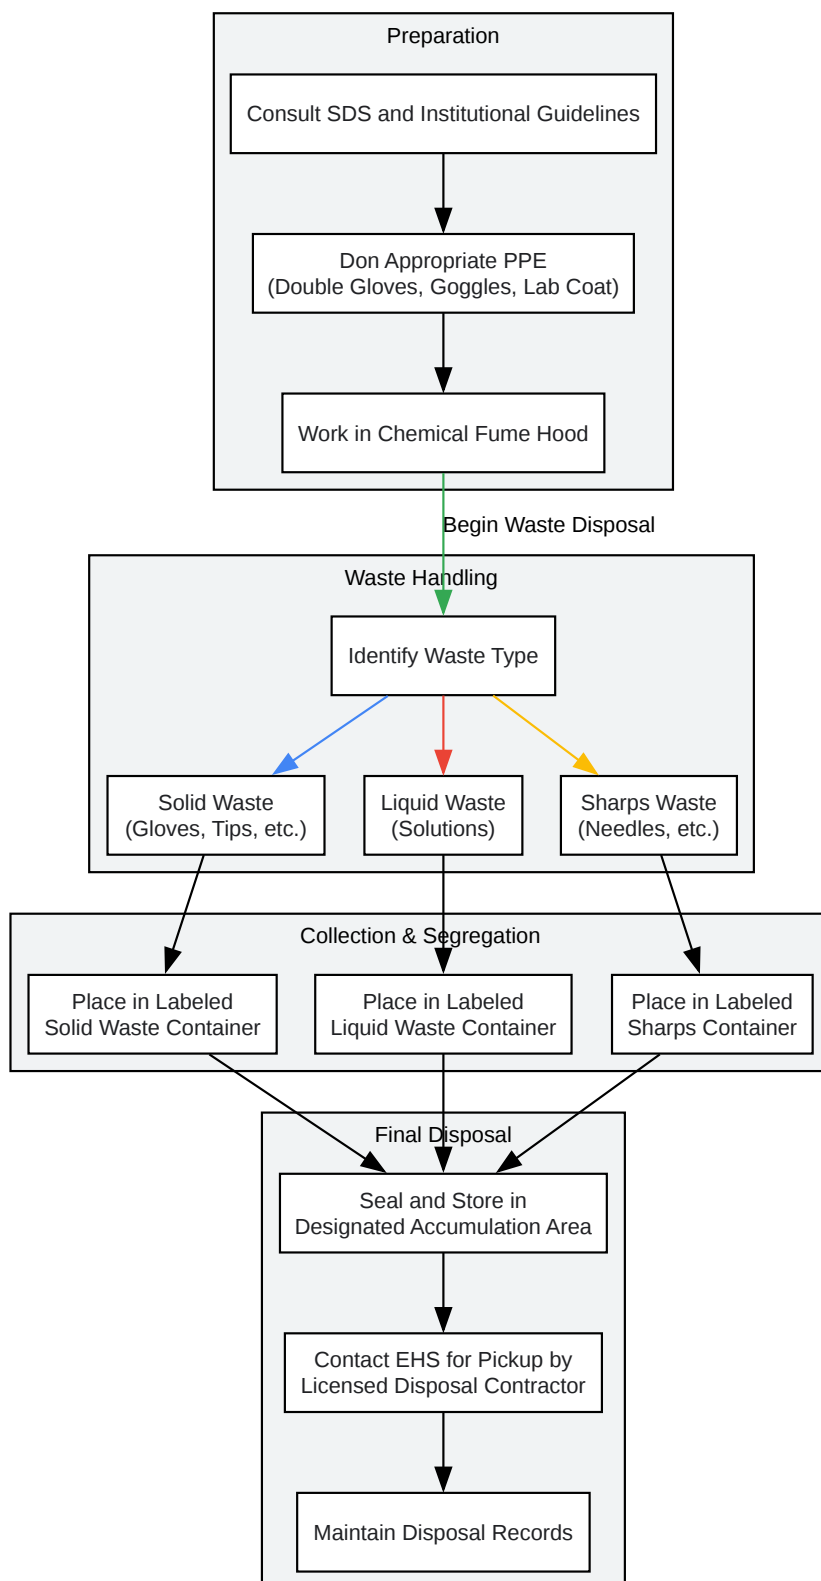 Preparation
Consult SDS and Institutional Guidelines
Don Appropriate PPE
(Double Gloves, Goggles, Lab Coat)
Work in Chemical Fume Hood
Begin Waste Disposal
Waste Handling
Identify Waste Type
Solid Waste
(Gloves, Tips, etc.)
Liquid Waste
(Solutions)
Sharps Waste
(Needles, etc.)
Collection & Segregation
Place in Labeled
Solid Waste Container
Place in Labeled
Liquid Waste Container
Place in Labeled
Sharps Container
Final Disposal
Seal and Store in
Designated Accumulation Area
Contact EHS for Pickup by
Licensed Disposal Contractor
Maintain Disposal Records